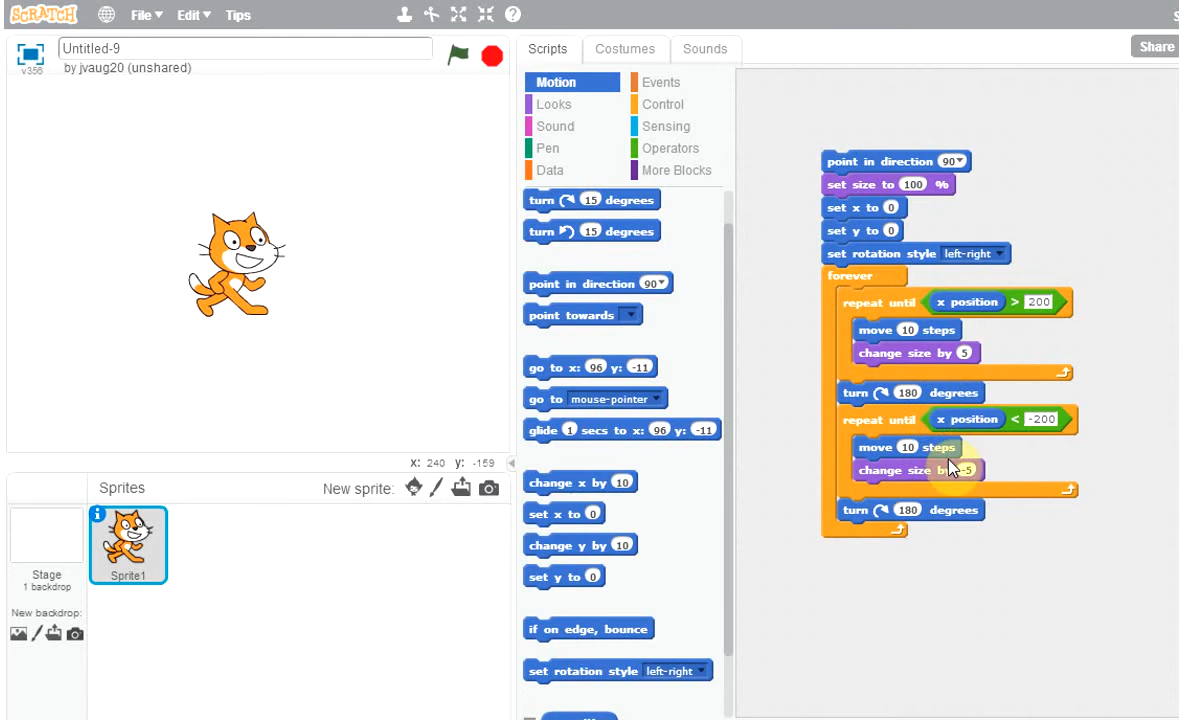 SCRATCH File Edit Tips
Untitled-9
v356
by jvaug20 (unshared)
Scripts Costumes Sounds
Share
Motion Events
Looks Control
Sound Sensing
Pen Operators
Data More Blocks
turn 15 degrees
turn 15 degrees
point in direction 90
point towards
go to x: 96 y: -11
go to mouse-pointer
glide 1 secs to x: 96 y: -11
change x by 10
set x to 0
change y by 10
set y to 0
if on edge, bounce
set rotation style left-right
point in direction 90
set size to 100 %
set x to 0
set y to 0
set rotation style left-right
forever
repeat until x position > 200
move 10 steps
change size by 5
turn 180 degrees
repeat until x position < -200
move 10 steps
change size by -5
turn 180 degrees
x: 240 y: -159
Sprites New sprite:
Stage
1 backdrop
New backdrop:
Sprite1